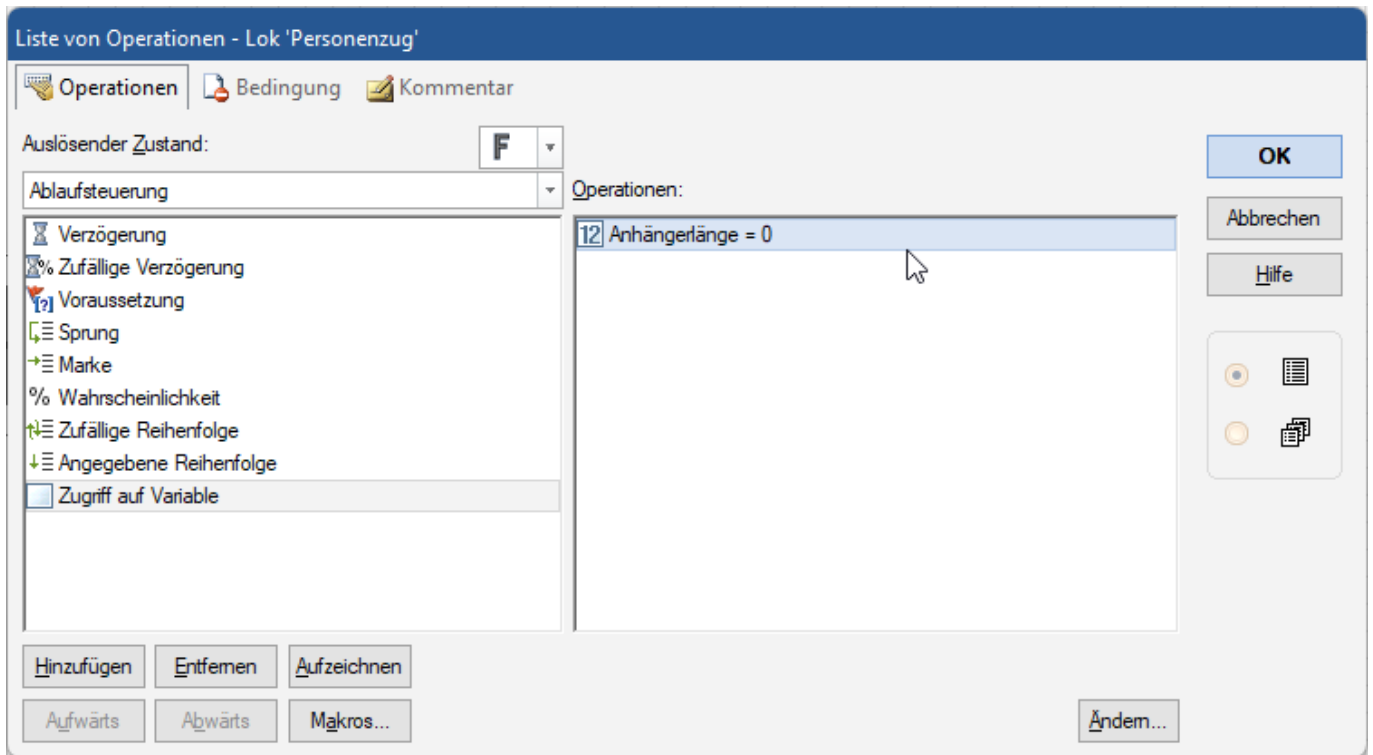 Liste von Operationen - Lok 'Personenzug'
Operationen Bedingung Kommentar
Auslösender Zustand: F
Ablaufsteuerung
Verzögerung
% Zufällige Verzögerung
[?] Voraussetzung
Sprung
Marke
% Wahrscheinlichkeit
Zufällige Reihenfolge
Angegebene Reihenfolge
Zugriff auf Variable
Operationen:
12 Anhängerlänge = 0
OK
Abbrechen
Hilfe
Hinzufügen Entfernen Aufzeichnen
Aufwärts Abwärts Makros... Ändern...